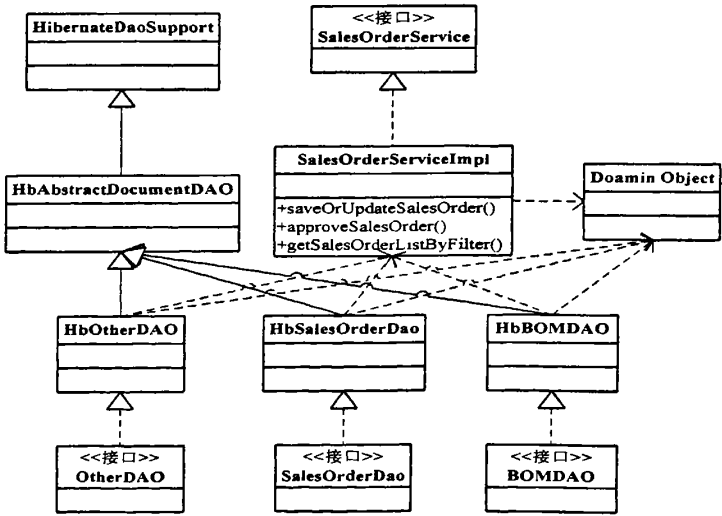 HibernateDaoSupport
<<接口>>
SalesOrderService
HbAbstractDocumentDAO
SalesOrderServiceImpl
+saveOrUpdateSalesOrder()
+approveSalesOrder()
+getSalesOrderListByFilter()
Doamin Object
HbOtherDAO
HbSalesOrderDao
HbBOMDAO
<<接口>>
OtherDAO
<<接口>>
SalesOrderDao
<<接口>>
BOMDAO